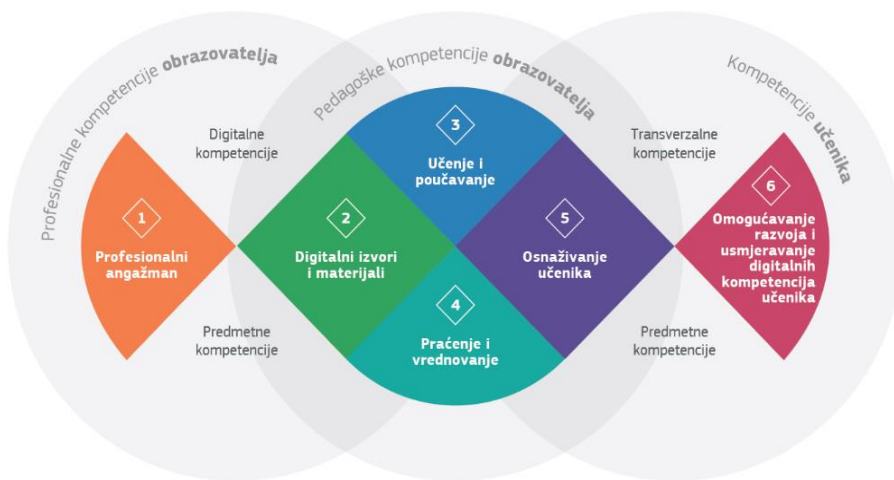 Profesionalne kompetencije obrazovatelja
Pedagoške kompetencije obrazovatelja
Kompetencije učenika
Digitalne
kompetencije
Transverzalne
kompetencije
1
Profesionalni
angažman
2
Digitalni izvori
i materijali
3
Učenje i
poučavanje
4
Praćenje i
vrednovanje
5
Osnaživanje
učenika
6
Omogućavanje
razvoja i
usmjeravanje
digitalnih
kompetencija
učenika
Predmetne
kompetencije
Predmetne
kompetencije